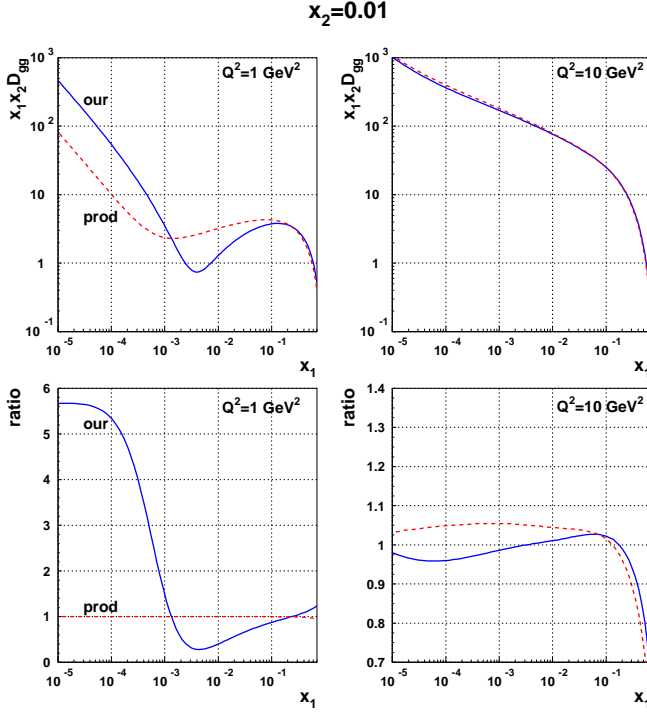 x₂=0.01
x₁x₂D_gg
10³
10²
10
1
10⁻¹
Q²=1 GeV²
our
prod
10⁻⁵ 10⁻⁴ 10⁻³ 10⁻² 10⁻¹
x₁
x₁x₂D_gg
10³
10²
10
1
10⁻¹
Q²=10 GeV²
10⁻⁵ 10⁻⁴ 10⁻³ 10⁻² 10⁻¹
x₁
ratio
6
5
4
3
2
1
0
Q²=1 GeV²
our
prod
10⁻⁵ 10⁻⁴ 10⁻³ 10⁻² 10⁻¹
x₁
ratio
1.4
1.3
1.2
1.1
1
0.9
0.8
0.7
Q²=10 GeV²
10⁻⁵ 10⁻⁴ 10⁻³ 10⁻² 10⁻¹
x₁